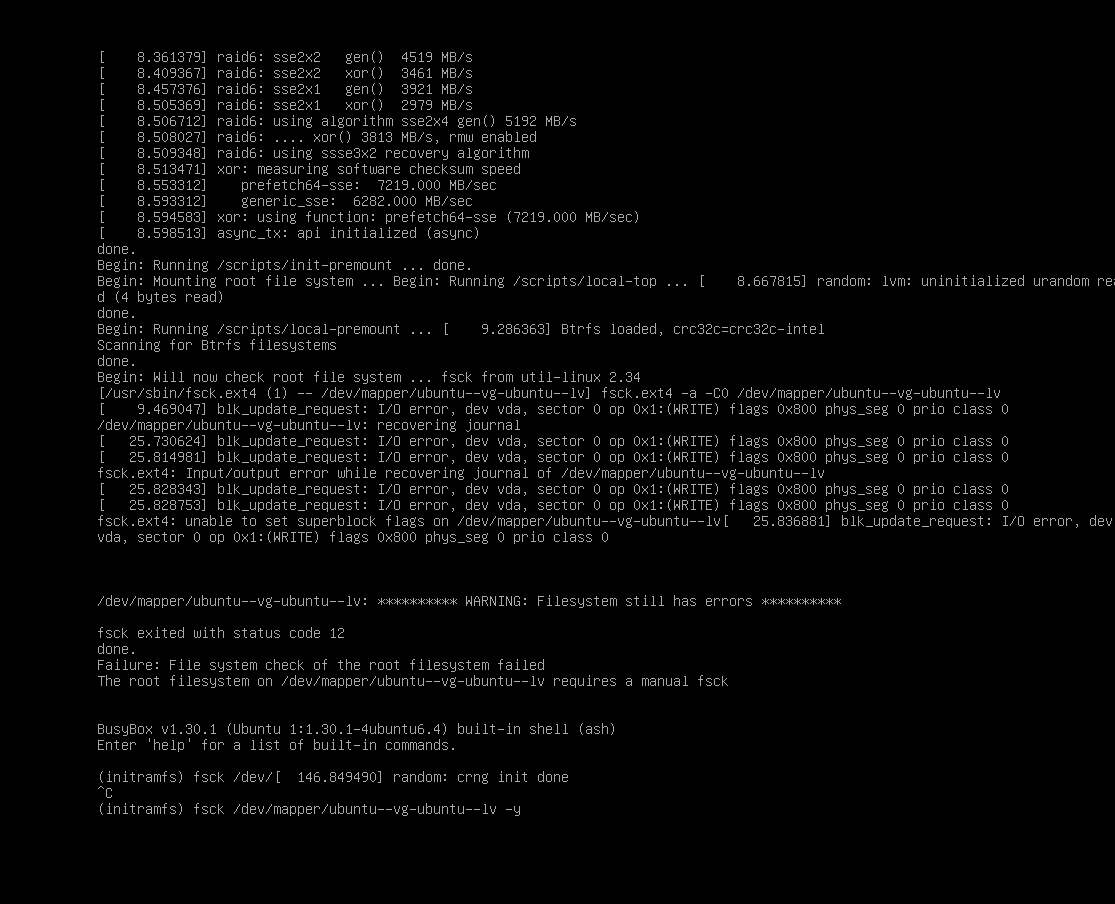 [    8.361379] raid6: sse2x2   gen()  4519 MB/s
[    8.409367] raid6: sse2x2   xor()  3461 MB/s
[    8.457376] raid6: sse2x1   gen()  3921 MB/s
[    8.505369] raid6: sse2x1   xor()  2979 MB/s
[    8.506712] raid6: using algorithm sse2x4 gen() 5192 MB/s
[    8.508027] raid6: .... xor() 3813 MB/s, rmw enabled
[    8.509348] raid6: using ssse3x2 recovery algorithm
[    8.513471] xor: measuring software checksum speed
[    8.553312]    prefetch64-sse:  7219.000 MB/sec
[    8.593312]    generic_sse:  6282.000 MB/sec
[    8.594583] xor: using function: prefetch64-sse (7219.000 MB/sec)
[    8.598513] async_tx: api initialized (async)
done.
Begin: Running /scripts/init-premount ... done.
Begin: Mounting root file system ... Begin: Running /scripts/local-top ... [    8.667815] random: lvm: uninitialized urandom rea
d (4 bytes read)
done.
Begin: Running /scripts/local-premount ... [    9.286363] Btrfs loaded, crc32c=crc32c-intel
Scanning for Btrfs filesystems
done.
Begin: Will now check root file system ... fsck from util-linux 2.34
[/usr/sbin/fsck.ext4 (1) -- /dev/mapper/ubuntu--vg-ubuntu--lv] fsck.ext4 -a -C0 /dev/mapper/ubuntu--vg-ubuntu--lv
[    9.469047] blk_update_request: I/O error, dev vda, sector 0 op 0x1:(WRITE) flags 0x800 phys_seg 0 prio class 0
/dev/mapper/ubuntu--vg-ubuntu--lv: recovering journal
[   25.730624] blk_update_request: I/O error, dev vda, sector 0 op 0x1:(WRITE) flags 0x800 phys_seg 0 prio class 0
[   25.814981] blk_update_request: I/O error, dev vda, sector 0 op 0x1:(WRITE) flags 0x800 phys_seg 0 prio class 0
fsck.ext4: Input/output error while recovering journal of /dev/mapper/ubuntu--vg-ubuntu--lv
[   25.828343] blk_update_request: I/O error, dev vda, sector 0 op 0x1:(WRITE) flags 0x800 phys_seg 0 prio class 0
[   25.828753] blk_update_request: I/O error, dev vda, sector 0 op 0x1:(WRITE) flags 0x800 phys_seg 0 prio class 0
fsck.ext4: unable to set superblock flags on /dev/mapper/ubuntu--vg-ubuntu--lv[   25.836881] blk_update_request: I/O error, dev
vda, sector 0 op 0x1:(WRITE) flags 0x800 phys_seg 0 prio class 0
/dev/mapper/ubuntu--vg-ubuntu--lv: ********** WARNING: Filesystem still has errors **********
fsck exited with status code 12
done.
Failure: File system check of the root filesystem failed
The root filesystem on /dev/mapper/ubuntu--vg-ubuntu--lv requires a manual fsck
BusyBox v1.30.1 (Ubuntu 1:1.30.1-4ubuntu6.4) built-in shell (ash)
Enter 'help' for a list of built-in commands.
(initramfs) fsck /dev/[  146.849490] random: crng init done
^C
(initramfs) fsck /dev/mapper/ubuntu--vg-ubuntu--lv -y